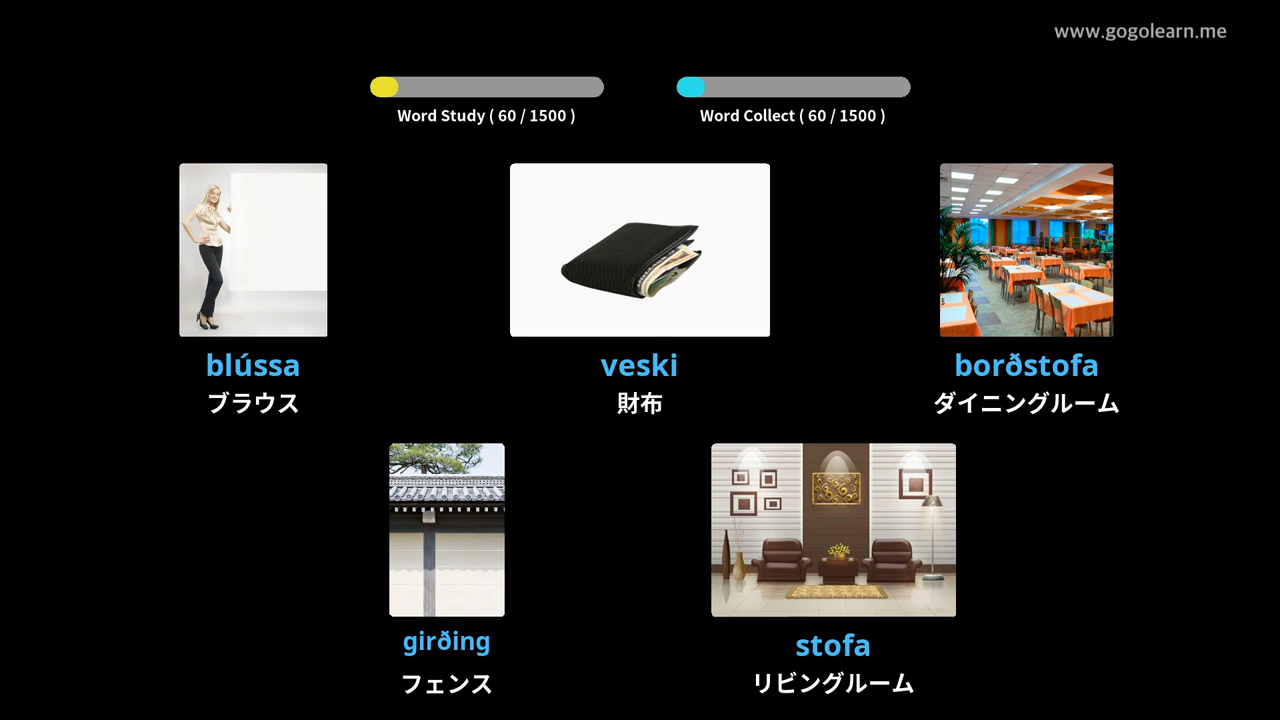 www.gogolearn.me
Word Study ( 60 / 1500 )
Word Collect ( 60 / 1500 )
blússa
ブラウス
veski
財布
borðstofa
ダイニングルーム
girðing
フェンス
stofa
リビングルーム